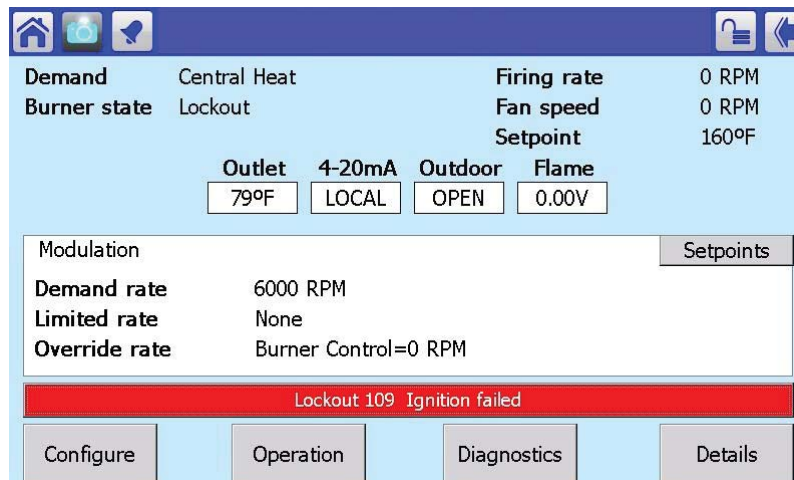 Demand Central Heat Firing rate 0 RPM
Burner state Lockout Fan speed 0 RPM
Setpoint 160ºF
Outlet 4-20mA Outdoor Flame
79ºF LOCAL OPEN 0.00V
Modulation Setpoints
Demand rate 6000 RPM
Limited rate None
Override rate Burner Control=0 RPM
Lockout 109 Ignition failed
Configure Operation Diagnostics Details